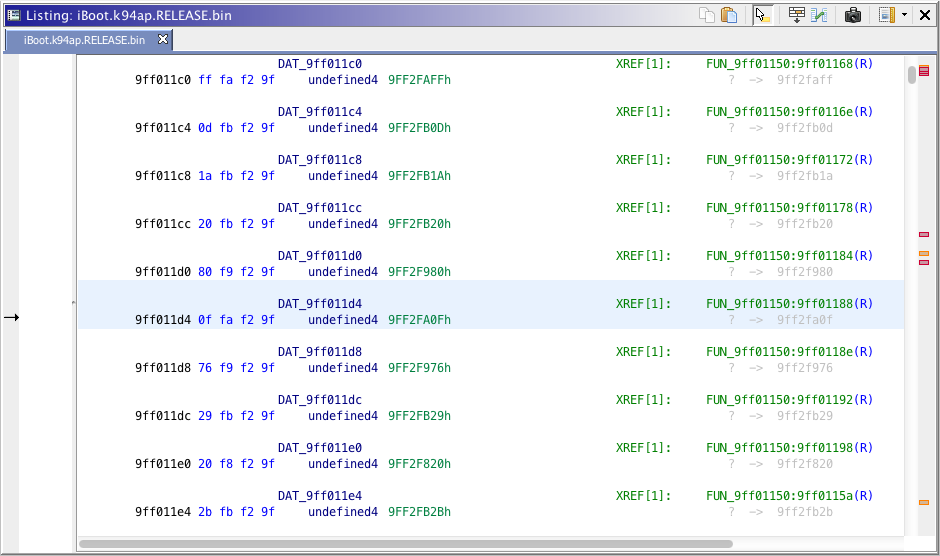 Listing: iBoot.k94ap.RELEASE.bin
iBoot.k94ap.RELEASE.bin
DAT_9ff011c0 XREF[1]: FUN_9ff01150:9ff01168(R)
9ff011c0 ff fa f2 9f undefined4 9FF2FAFFh ? -> 9ff2faff
DAT_9ff011c4 XREF[1]: FUN_9ff01150:9ff0116e(R)
9ff011c4 0d fb f2 9f undefined4 9FF2FB0Dh ? -> 9ff2fb0d
DAT_9ff011c8 XREF[1]: FUN_9ff01150:9ff01172(R)
9ff011c8 1a fb f2 9f undefined4 9FF2FB1Ah ? -> 9ff2fb1a
DAT_9ff011cc XREF[1]: FUN_9ff01150:9ff01178(R)
9ff011cc 20 fb f2 9f undefined4 9FF2FB20h ? -> 9ff2fb20
DAT_9ff011d0 XREF[1]: FUN_9ff01150:9ff01184(R)
9ff011d0 80 f9 f2 9f undefined4 9FF2F980h ? -> 9ff2f980
DAT_9ff011d4 XREF[1]: FUN_9ff01150:9ff01188(R)
9ff011d4 0f fa f2 9f undefined4 9FF2FA0Fh ? -> 9ff2fa0f
DAT_9ff011d8 XREF[1]: FUN_9ff01150:9ff0118e(R)
9ff011d8 76 f9 f2 9f undefined4 9FF2F976h ? -> 9ff2f976
DAT_9ff011dc XREF[1]: FUN_9ff01150:9ff01192(R)
9ff011dc 29 fb f2 9f undefined4 9FF2FB29h ? -> 9ff2fb29
DAT_9ff011e0 XREF[1]: FUN_9ff01150:9ff01198(R)
9ff011e0 20 f8 f2 9f undefined4 9FF2F820h ? -> 9ff2f820
DAT_9ff011e4 XREF[1]: FUN_9ff01150:9ff0115a(R)
9ff011e4 2b fb f2 9f undefined4 9FF2FB2Bh ? -> 9ff2fb2b